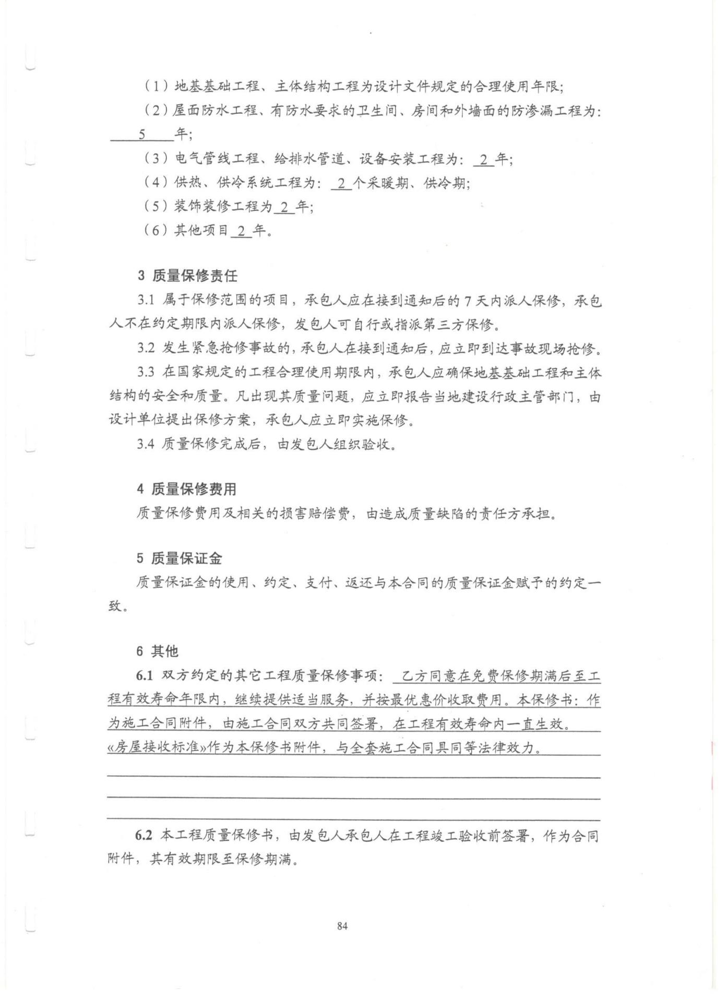 （1）地基基础工程、主体结构工程为设计文件规定的合理使用年限；
（2）屋面防水工程、有防水要求的卫生间、房间和外墙面的防渗漏工程为：
5 年；
（3）电气管线工程、给排水管道、设备安装工程为： 2 年；
（4）供热、供冷系统工程为： 2 个采暖期、供冷期；
（5）装饰装修工程为 2 年；
（6）其他项目 2 年。
3 质量保修责任
3.1 属于保修范围的项目，承包人应在接到通知后的 7 天内派人保修，承包
人不在约定期限内派人保修，发包人可自行或指派第三方保修。
3.2 发生紧急抢修事故的，承包人在接到通知后，应立即到达事故现场抢修。
3.3 在国家规定的工程合理使用期限内，承包人应确保地基基础工程和主体
结构的安全和质量。凡出现其质量问题，应立即报告当地建设行政主管部门，由
设计单位提出保修方案，承包人应立即实施保修。
3.4 质量保修完成后，由发包人组织验收。
4 质量保修费用
质量保修费用及相关的损害赔偿费，由造成质量缺陷的责任方承担。
5 质量保证金
质量保证金的使用、约定、支付、返还与本合同的质量保证金赋予的约定一
致。
6 其他
6.1 双方约定的其它工程质量保修事项： 乙方同意在免费保修期满后至工
程有效寿命年限内，继续提供适当服务，并按最优惠价收取费用。本保修书：作
为施工合同附件，由施工合同双方共同签署，在工程有效寿命内一直生效。
«房屋接收标准»作为本保修书附件，与全套施工合同具同等法律效力。
6.2 本工程质量保修书，由发包人承包人在工程竣工验收前签署，作为合同
附件，其有效期限至保修期满。
84